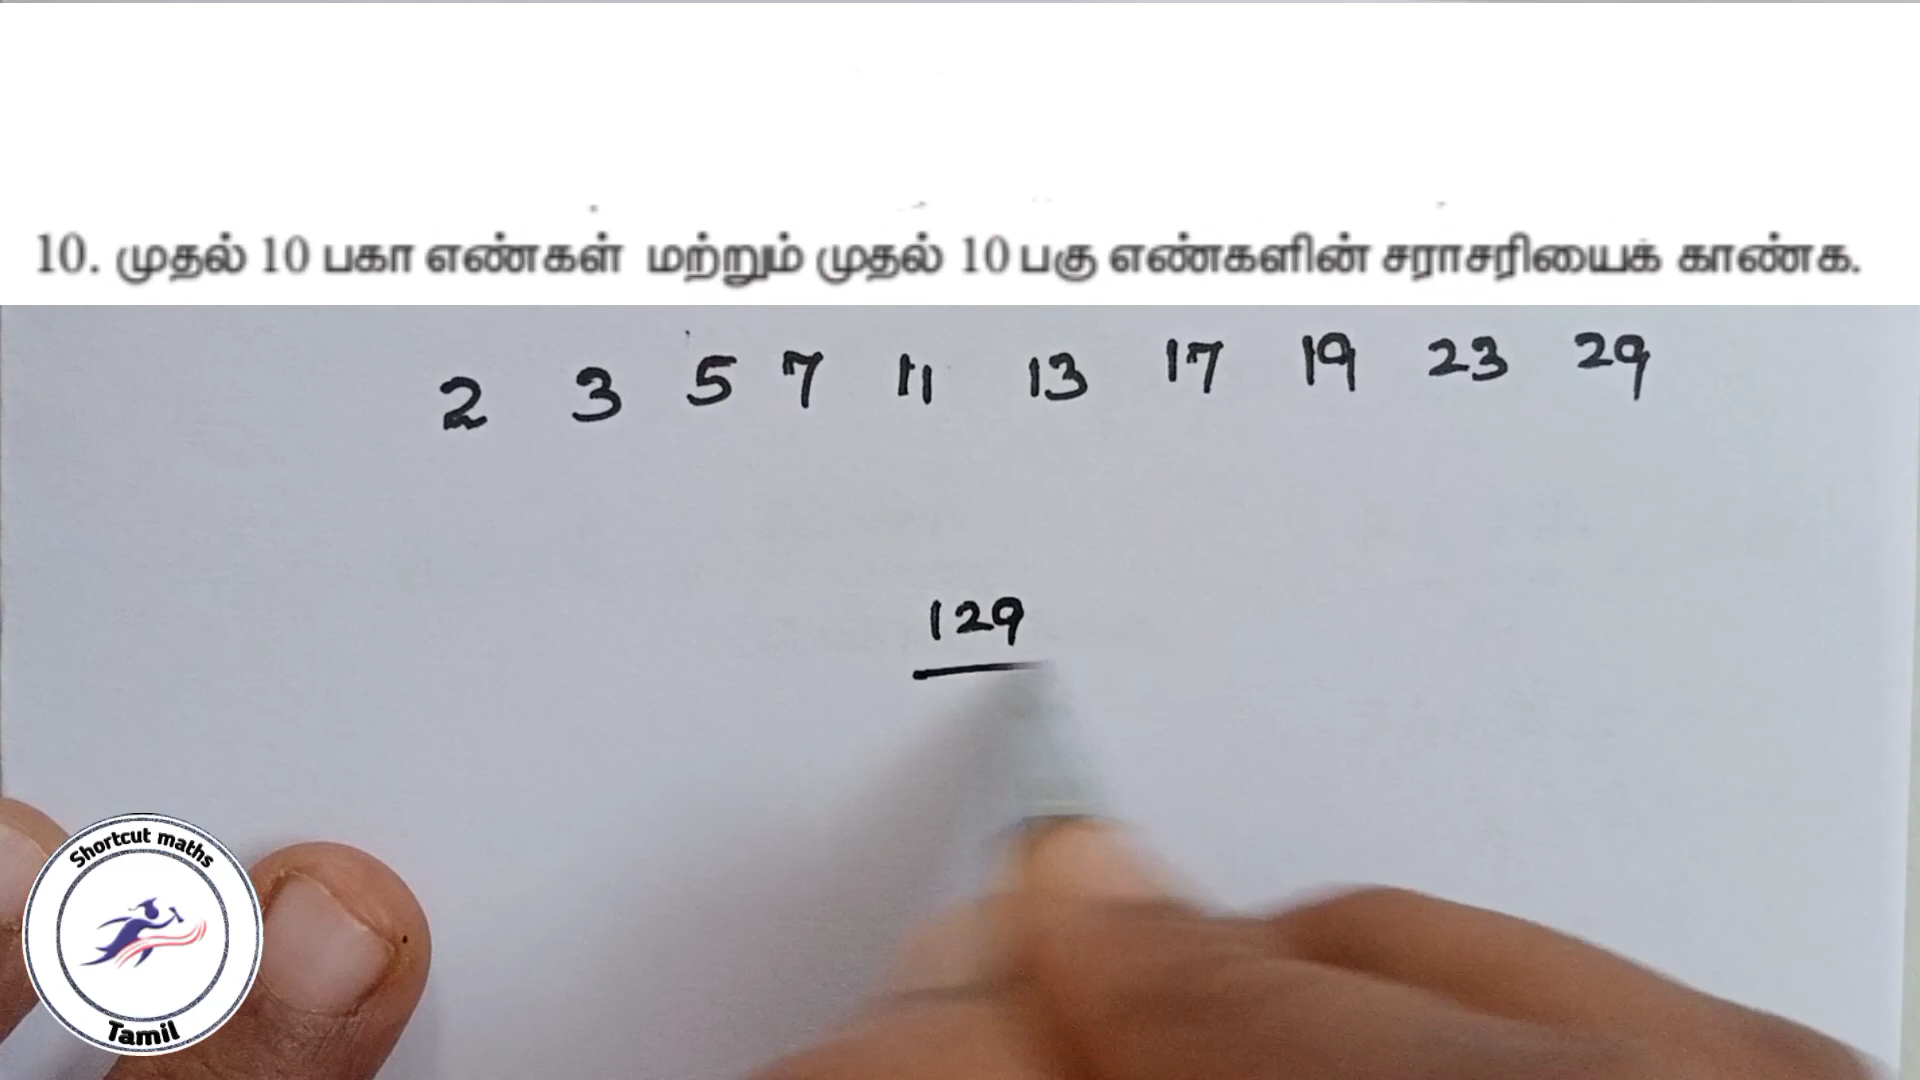 10. முதல் 10 பகா எண்கள் மற்றும் முதல் 10 பகு எண்களின் சராசரியைக் காண்க.
2 3 5 7 11 13 17 19 23 29
129
Shortcut maths
Tamil